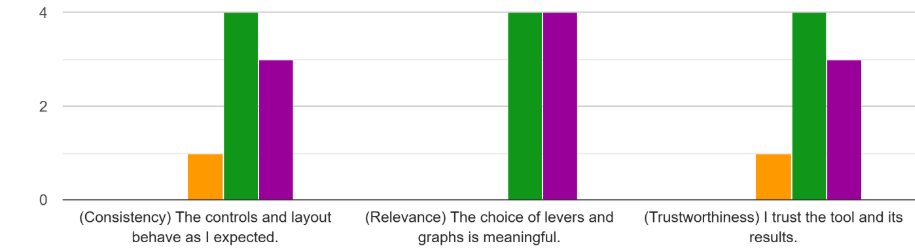 4
2
0
(Consistency) The controls and layout
behave as I expected.
(Relevance) The choice of levers and
graphs is meaningful.
(Trustworthiness) I trust the tool and its
results.